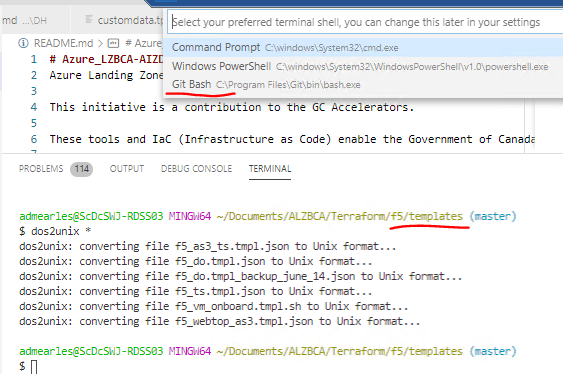 md ...\DH customdata.tp
Select your preferred terminal shell, you can change this later in your settings
Command Prompt C:\windows\System32\cmd.exe
Windows PowerShell C:\windows\System32\WindowsPowerShell\v1.0\powershell.exe
Git Bash C:\Program Files\Git\bin\bash.exe
README.md > # Azure_
1 # Azure_LZBCA-AIZD
2 Azure Landing Zone
3
4 This initiative is a contribution to the GC Accelerators.
5
6 These tools and IaC (Infrastructure as Code) enable the Government of Canada
PROBLEMS 114 OUTPUT DEBUG CONSOLE TERMINAL
admearles@ScDcSWJ-RDSS03 MINGW64 ~/Documents/ALZBCA/Terraform/f5/templates (master)
$ dos2unix *
dos2unix: converting file f5_as3_ts.tmpl.json to Unix format...
dos2unix: converting file f5_do.tmpl.json to Unix format...
dos2unix: converting file f5_do.tmpl_backup_june_14.json to Unix format...
dos2unix: converting file f5_ts.tmpl.json to Unix format...
dos2unix: converting file f5_vm_onboard.tmpl.sh to Unix format...
dos2unix: converting file f5_webtop_as3.tmpl.json to Unix format...
admearles@ScDcSWJ-RDSS03 MINGW64 ~/Documents/ALZBCA/Terraform/f5/templates (master)
$